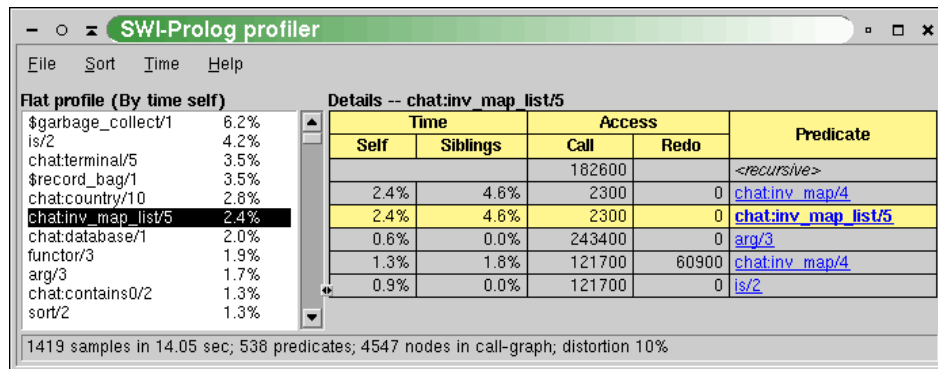 SWI-Prolog profiler
File Sort Time Help
Flat profile (By time self)
$garbage_collect/1 6.2%
is/2 4.2%
chat:terminal/5 3.5%
$record_bag/1 3.5%
chat:country/10 2.8%
chat:inv_map_list/5 2.4%
chat:database/1 2.0%
functor/3 1.9%
arg/3 1.7%
chat:contains0/2 1.3%
sort/2 1.3%
Details -- chat:inv_map_list/5
Time Access Predicate
Self Siblings Call Redo
182600 <recursive>
2.4% 4.6% 2300 0 chat:inv_map/4
2.4% 4.6% 2300 0 chat:inv_map_list/5
0.6% 0.0% 243400 0 arg/3
1.3% 1.8% 121700 60900 chat:inv_map/4
0.9% 0.0% 121700 0 is/2
1419 samples in 14.05 sec; 538 predicates; 4547 nodes in call-graph; distortion 10%